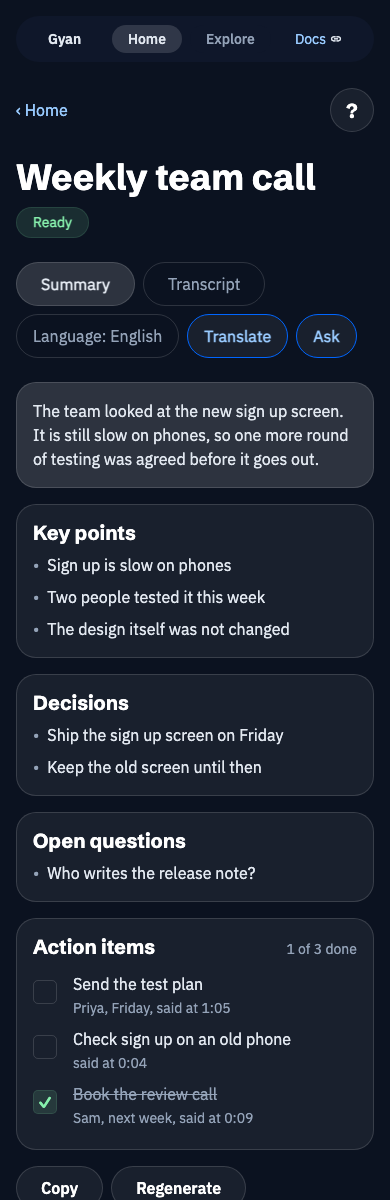 Gyan
Home
Explore
Docs
‹ Home
?
Weekly team call
Ready
Summary
Transcript
Language: English
Translate
Ask
The team looked at the new sign up screen.
It is still slow on phones, so one more round
of testing was agreed before it goes out.
Key points
• Sign up is slow on phones
• Two people tested it this week
• The design itself was not changed
Decisions
• Ship the sign up screen on Friday
• Keep the old screen until then
Open questions
• Who writes the release note?
Action items
1 of 3 done
Send the test plan
Priya, Friday, said at 1:05
Check sign up on an old phone
said at 0:04
Book the review call
Sam, next week, said at 0:09
Copy
Regenerate